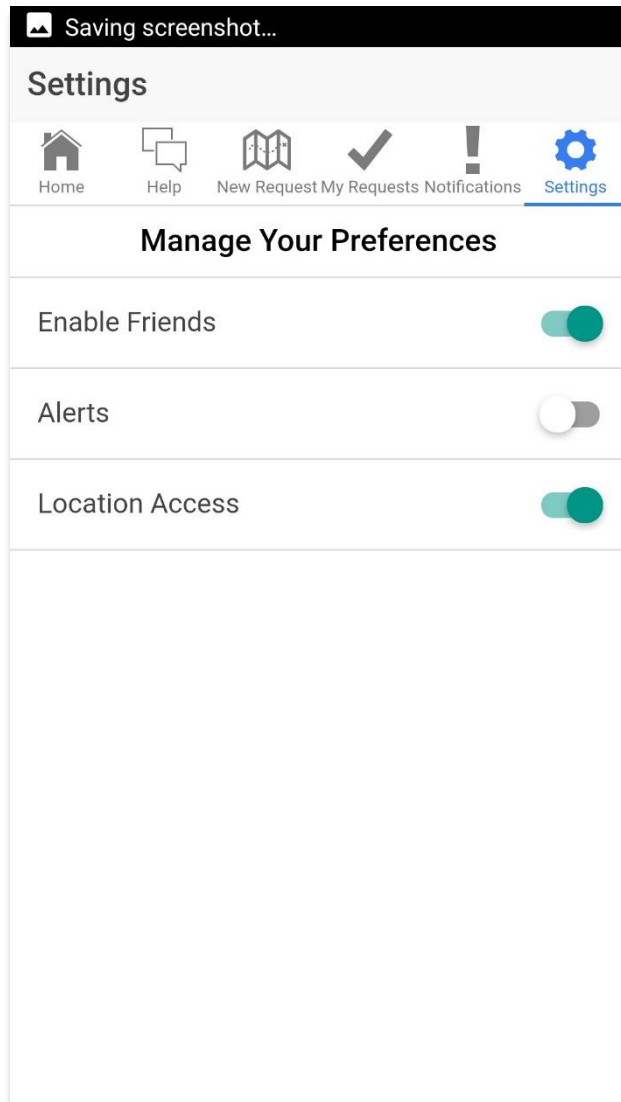 Saving screenshot...
Settings
Home Help New Request My Requests Notifications Settings
Manage Your Preferences
Enable Friends
Alerts
Location Access